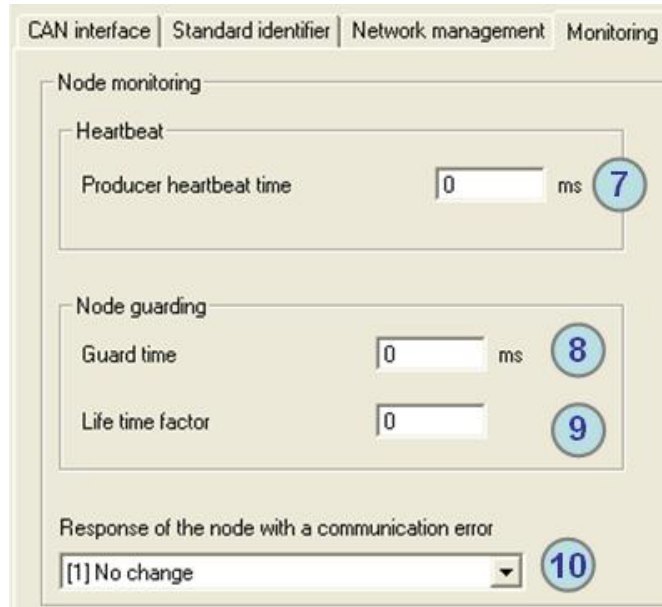 CAN interface Standard identifier Network management Monitoring
Node monitoring
Heartbeat
Producer heartbeat time 0 ms 7
Node guarding
Guard time 0 ms 8
Life time factor 0 9
Response of the node with a communication error
[1] No change 10